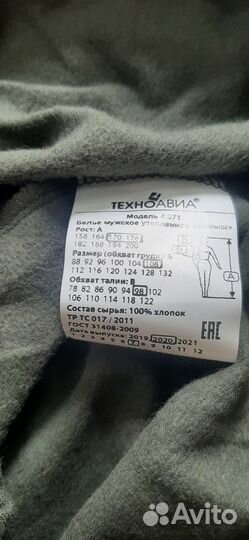 ТЕХНОАВИА
Модель 4.071
Белье мужское утепленное
Рост: А
158 164 170 176
182 188 194 200
Размер (обхват груди)
88 92 96 100 104 108
112 116 120 124 128 132
Обхват талии: В
78 82 86 90 94 98 102
106 110 114 118 122
Состав сырья: 100% хлопок
ТР ТС 017 / 2011
ГОСТ 31408-2009
Дата выпуска: 2019 2020 2021
1 2 3 4 5 6 7 8 9 10 11 12
А
EAC
Avito